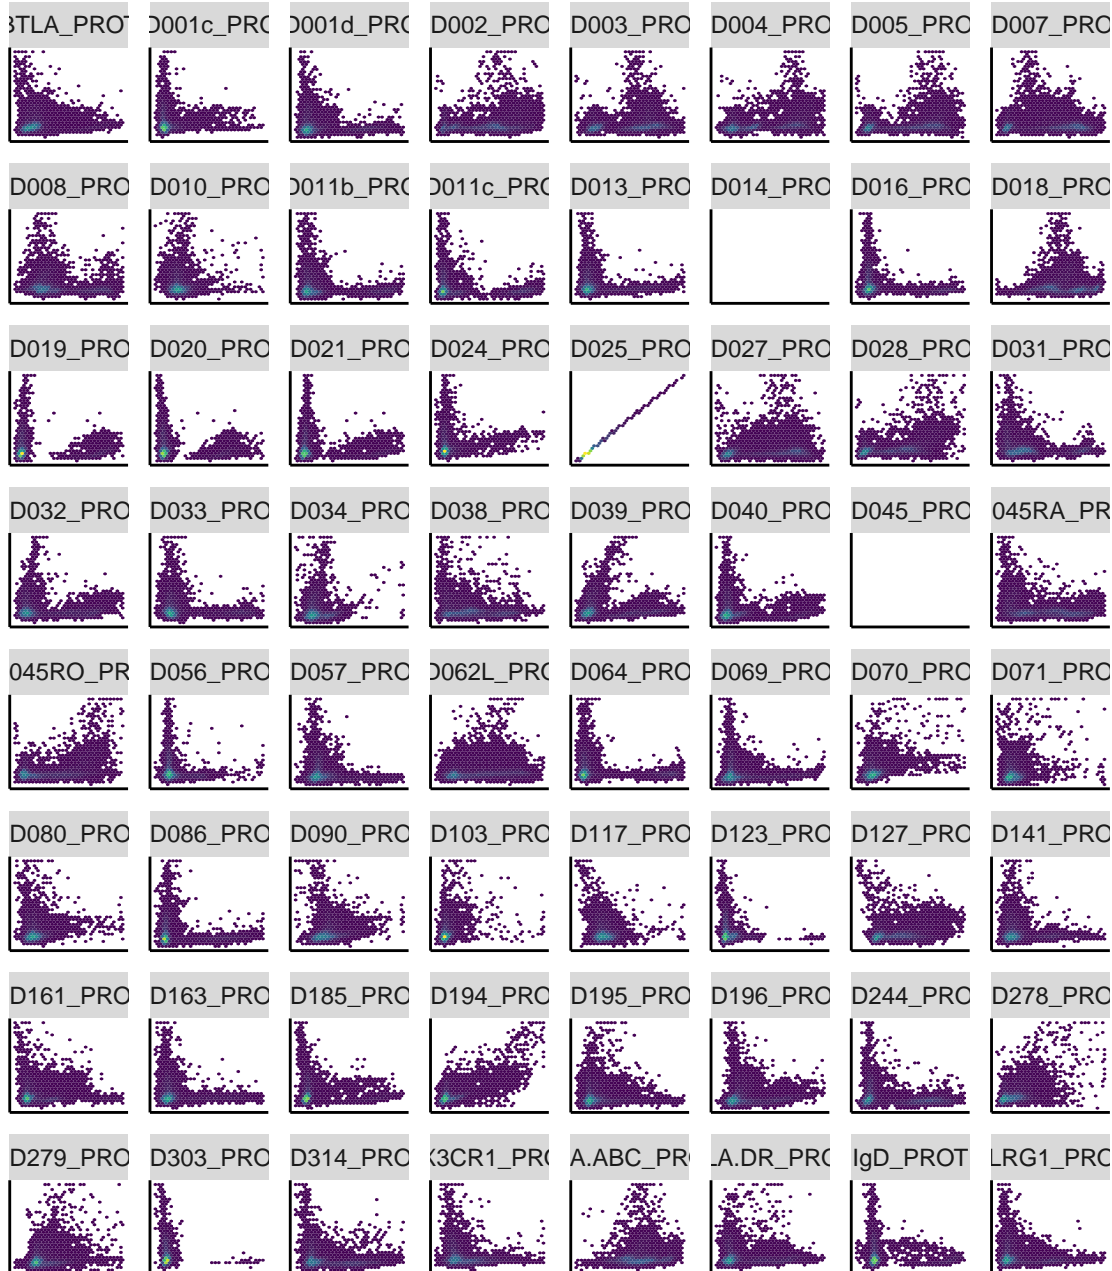 BTLA_PROT D001c_PRO D001d_PRO D002_PRO D003_PRO D004_PRO D005_PRO D007_PRO
D008_PRO D010_PRO D011b_PRO D011c_PRO D013_PRO D014_PRO D016_PRO D018_PRO
D019_PRO D020_PRO D021_PRO D024_PRO D025_PRO D027_PRO D028_PRO D031_PRO
D032_PRO D033_PRO D034_PRO D038_PRO D039_PRO D040_PRO D045_PRO 045RA_PR
045RO_PR D056_PRO D057_PRO D062L_PRO D064_PRO D069_PRO D070_PRO D071_PRO
D080_PRO D086_PRO D090_PRO D103_PRO D117_PRO D123_PRO D127_PRO D141_PRO
D161_PRO D163_PRO D185_PRO D194_PRO D195_PRO D196_PRO D244_PRO D278_PRO
D279_PRO D303_PRO D314_PRO X3CR1_PRO A.ABC_PRO LA.DR_PRO IgD_PROT LRG1_PRO